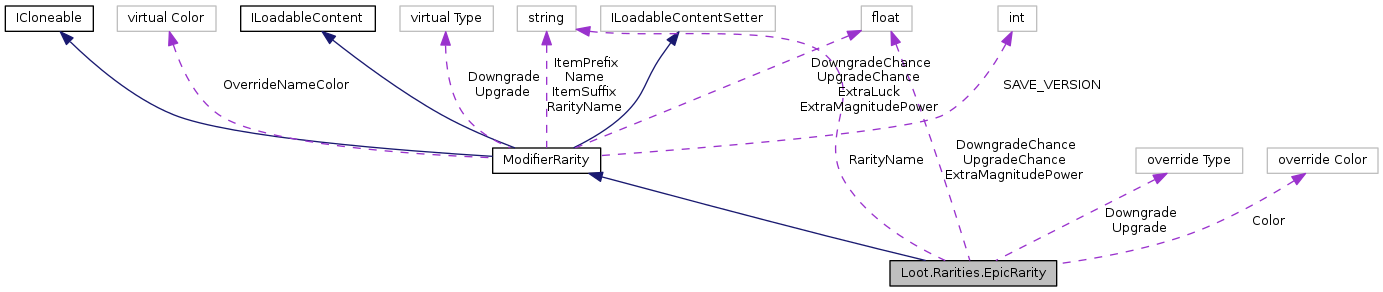 ICloneable
virtual Color
ILoadableContent
virtual Type
string
ILoadableContentSetter
float
int
OverrideNameColor
Downgrade
Upgrade
ItemPrefix
Name
ItemSuffix
RarityName
DowngradeChance
UpgradeChance
ExtraLuck
ExtraMagnitudePower
SAVE_VERSION
ModifierRarity
RarityName
DowngradeChance
UpgradeChance
ExtraMagnitudePower
override Type
override Color
Downgrade
Upgrade
Color
Loot.Rarities.EpicRarity